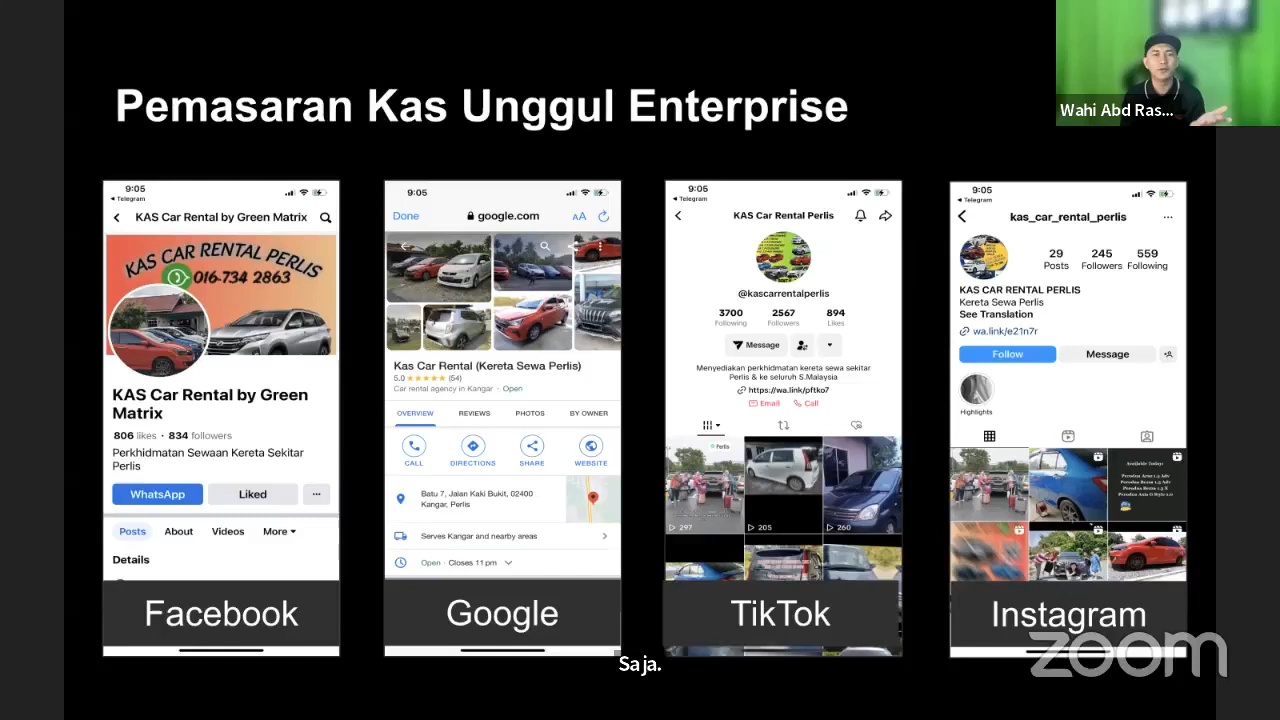 Pemasaran Kas Unggul Enterprise
Wahi Abd Ras...
9:05
Telegram
KAS Car Rental by Green Matrix
KAS CAR RENTAL PERLIS
016-734 2863
KAS Car Rental by Green
Matrix
806 likes · 834 followers
Perkhidmatan Sewaan Kereta Sekitar
Perlis
WhatsApp
Liked
Posts
About
Videos
More
Details
Facebook
9:05
Done
google.com
AA
Kas Car Rental (Kereta Sewa Perlis)
5.0 (54)
Car rental agency in Kangar · Open
OVERVIEW
REVIEWS
PHOTOS
BY OWNER
CALL
DIRECTIONS
SHARE
WEBSITE
Batu 7, Jalan Kaki Bukit, 02400
Kangar, Perlis
Serves Kangar and nearby areas
Open · Closes 11 pm
Google
9:05
Telegram
KAS Car Rental Perlis
@kascarrentalperlis
3700 2567 894
Following Followers Likes
Message
Menyediakan perkhidmatan kereta sewa sekitar
Perlis & ke seluruh S.Malaysia
https://wa.link/pftko7
Email
Call
Perlis
297
205
260
TikTok
9:05
Telegram
kas_car_rental_perlis
29 245 559
Posts Followers Following
KAS CAR RENTAL PERLIS
Kereta Sewa Perlis
See Translation
wa.link/e21n7r
Follow
Message
Highlights
Available Today:
Instagram
zoom
Saja.